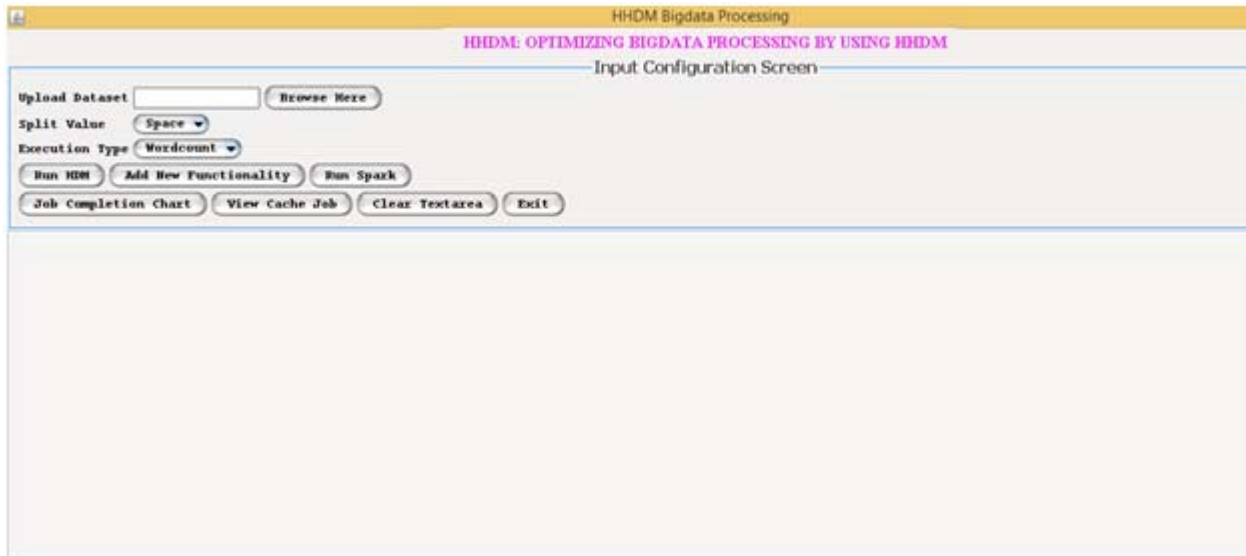 HHDM Bigdata Processing
HHDM: OPTIMIZING BIGDATA PROCESSING BY USING HHDM
Input Configuration Screen
Upload Dataset Browse Here
Split Value Space
Execution Type Wordcount
Run HDM Add New Functionality Run Spark
Job Completion Chart View Cache Job Clear Textarea Exit